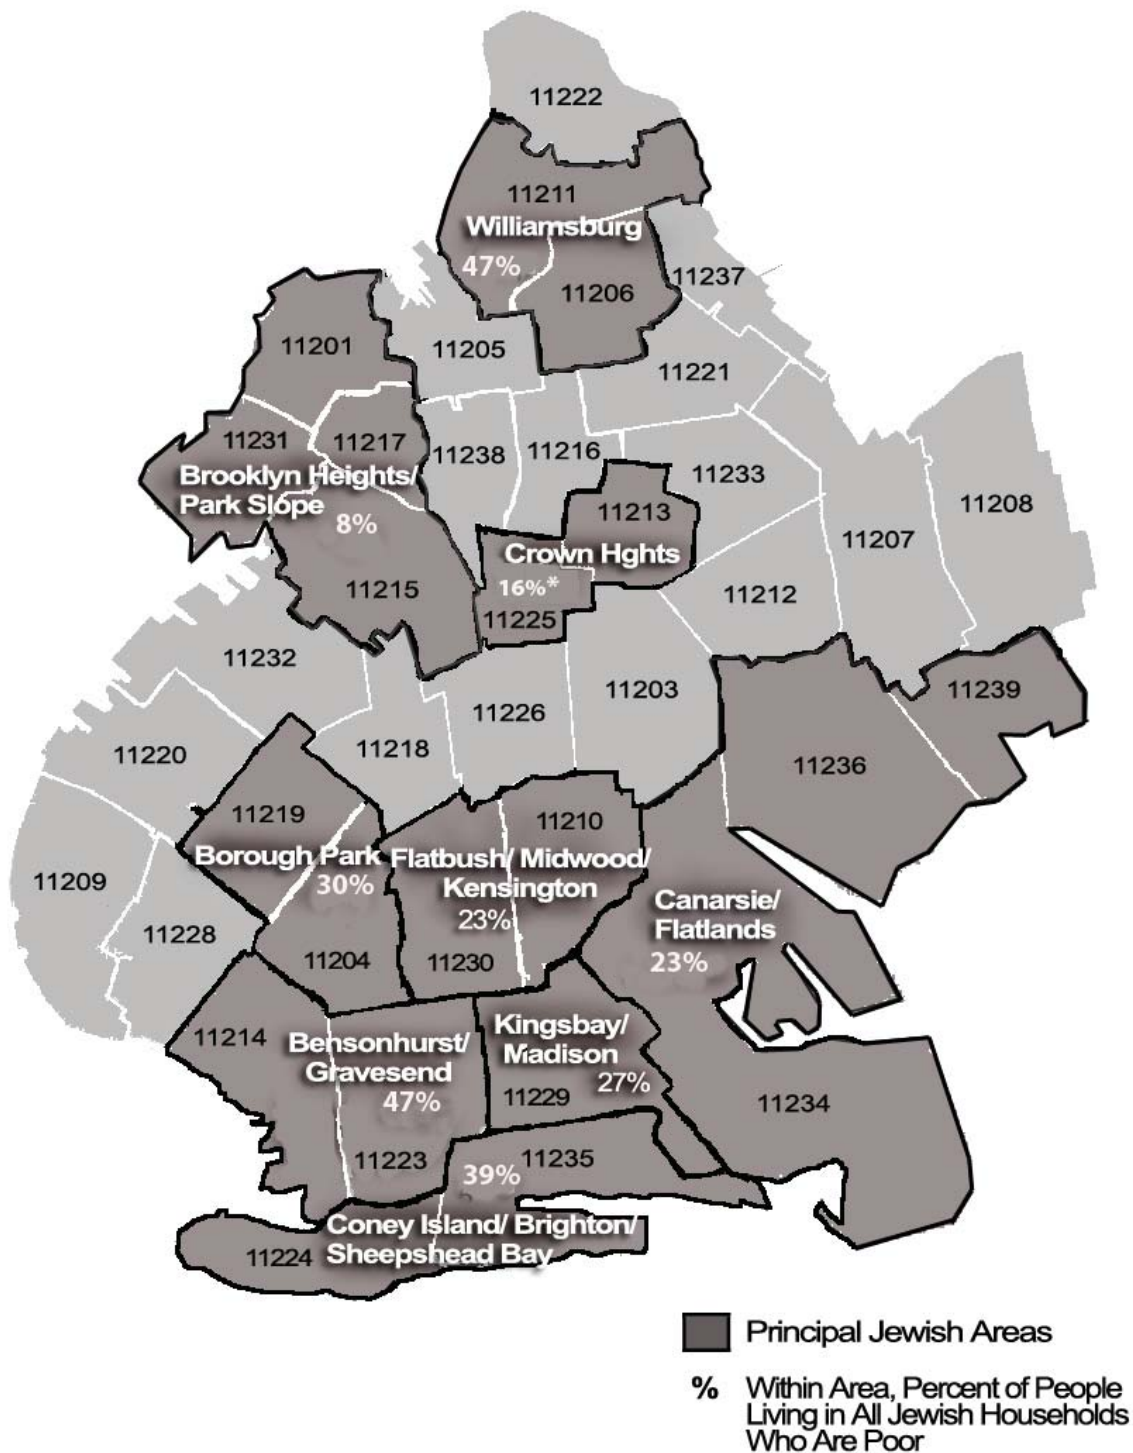 11222
11211
Williamsburg
47%
11206
11237
11201
11205
11221
11231
11217
11238
11216
11233
11208
Brooklyn Heights/
Park Slope
8%
11213
11207
Crown Hghts
16%*
11215
11225
11212
11232
11203
11239
11226
11220
11218
11236
11219
11210
Borough Park
30%
Flatbush/ Midwood/
Kensington
23%
11209
Canarsie/
Flatlands
23%
11228
11204
11230
11214
Bensonhurst/
Gravesend
47%
Kingsbay/
Madison
27%
11229
11234
11223
39%
11235
Coney Island/ Brighton/
Sheepshead Bay
11224
Principal Jewish Areas
% Within Area, Percent of People
Living in All Jewish Households
Who Are Poor